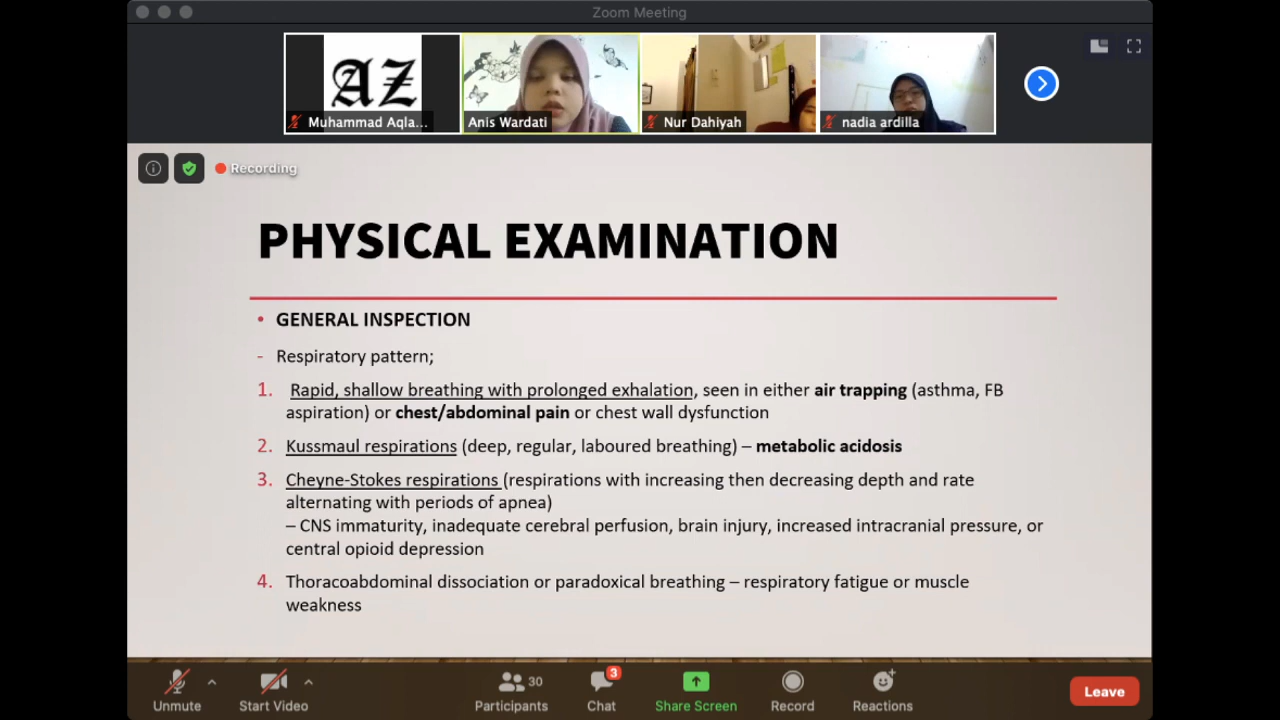 Zoom Meeting
AZ
Muhammad Aqla...
Anis Wardati
Nur Dahiyah
nadia ardilla
Recording
PHYSICAL EXAMINATION
• GENERAL INSPECTION
- Respiratory pattern;
1. Rapid, shallow breathing with prolonged exhalation, seen in either air trapping (asthma, FB
aspiration) or chest/abdominal pain or chest wall dysfunction
2. Kussmaul respirations (deep, regular, laboured breathing) – metabolic acidosis
3. Cheyne-Stokes respirations (respirations with increasing then decreasing depth and rate
alternating with periods of apnea)
– CNS immaturity, inadequate cerebral perfusion, brain injury, increased intracranial pressure, or
central opioid depression
4. Thoracoabdominal dissociation or paradoxical breathing – respiratory fatigue or muscle
weakness
Unmute
Start Video
30
Participants
3
Chat
Share Screen
Record
Reactions
Leave